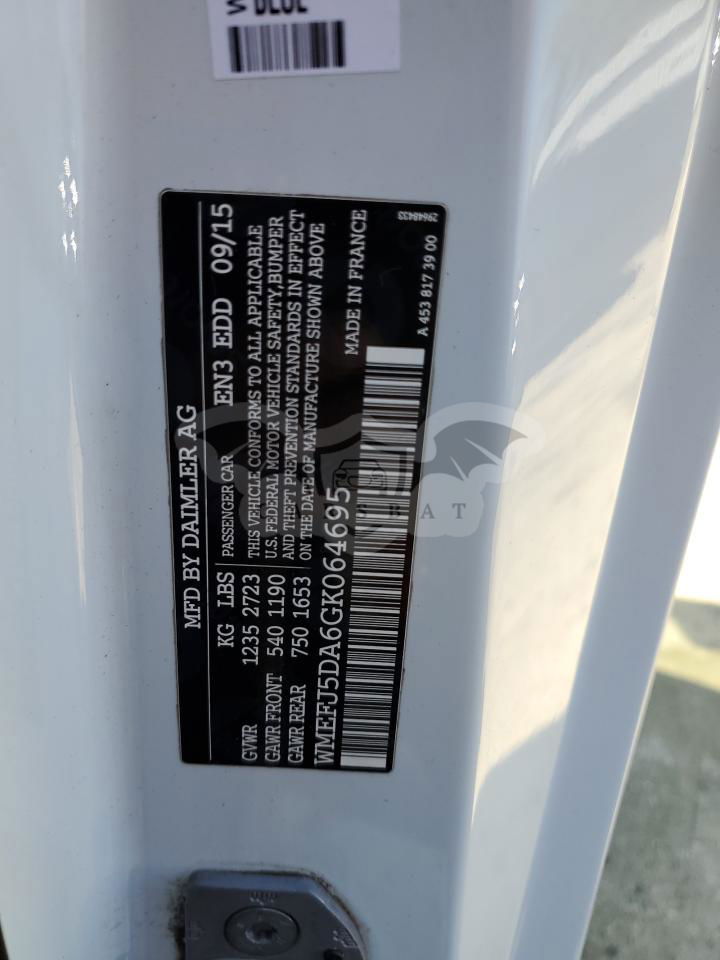 BLUE
MFD BY DAIMLER AG
KG LBS PASSENGER CAR EN3 EDD 09/15
GVWR 1235 2723 THIS VEHICLE CONFORMS TO ALL APPLICABLE
GAWR FRONT 540 1190 U.S. FEDERAL MOTOR VEHICLE SAFETY,BUMPER
GAWR REAR 750 1653 AND THEFT PREVENTION STANDARDS IN EFFECT
ON THE DATE OF MANUFACTURE SHOWN ABOVE
WMEFJ5DA6GK064695
MADE IN FRANCE
A 453 817 39 00
29648433